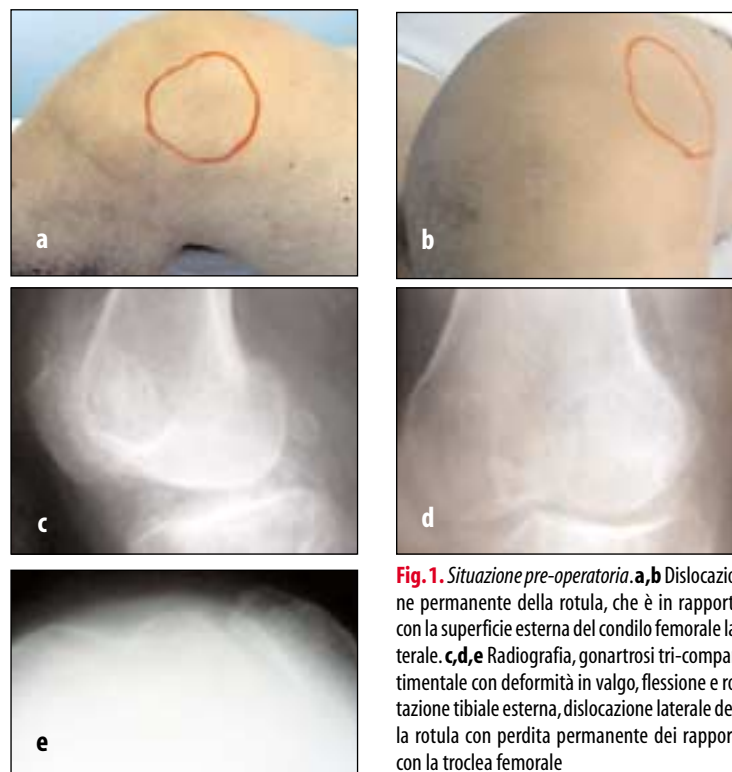 a
b
c
d
e
Fig. 1. Situazione pre-operatoria. a,b Dislocazio
ne permanente della rotula, che è in rapport
con la superficie esterna del condilo femorale la
terale. c,d,e Radiografia, gonartrosi tri-compa
timentale con deformità in valgo, flessione e ro
tazione tibiale esterna, dislocazione laterale de
la rotula con perdita permanente dei rappor
con la troclea femorale